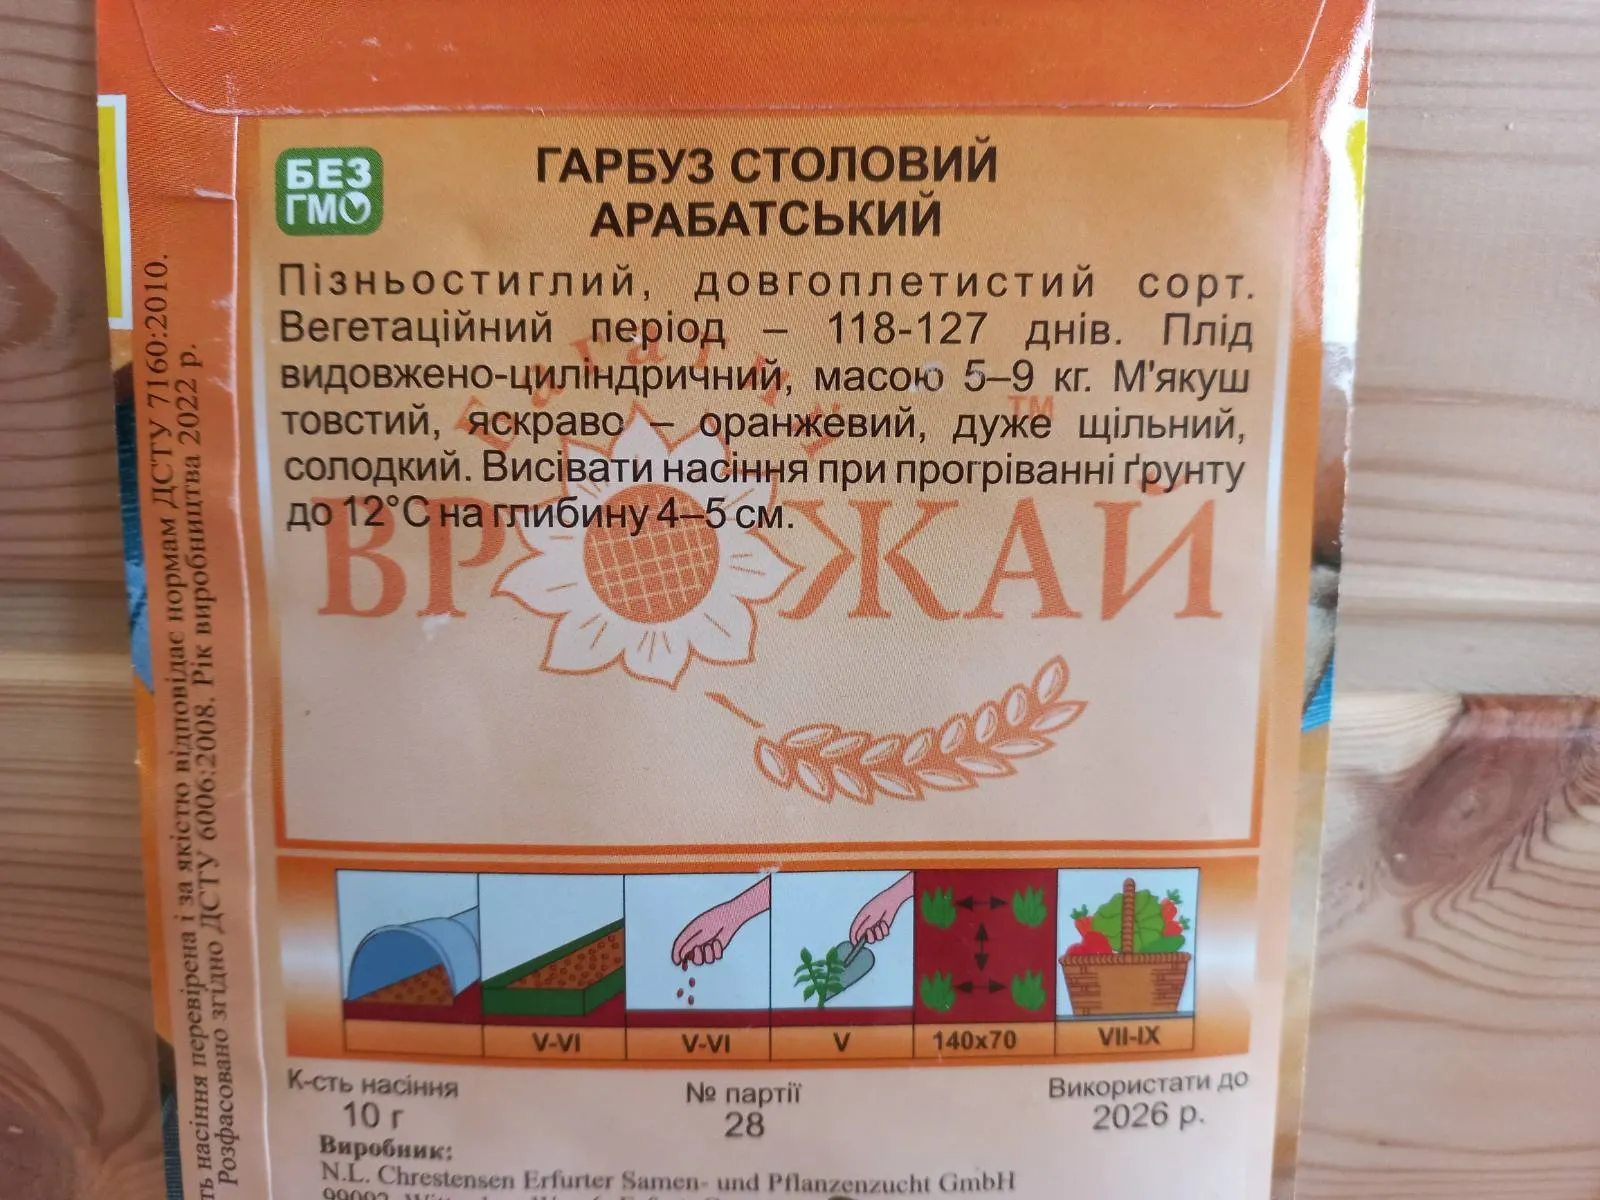 БЕЗ
ГМО
ГАРБУЗ СТОЛОВИЙ
АРАБАТСЬКИЙ
Пізньостиглий, довгоплетистий сорт.
Вегетаційний період – 118-127 днів. Плід
видовжено-циліндричний, масою 5–9 кг. М'якуш
товстий, яскраво – оранжевий, дуже щільний,
солодкий. Висівати насіння при прогріванні ґрунту
до 12°С на глибину 4–5 см.
Багатий
ТМ
ВРОЖАЙ
V-VI
V-VI
V
140x70
VII-IX
К-сть насіння
10 г
№ партії
28
Використати до
2026 р.
Виробник:
N.L. Chrestensen Erfurter Samen- und Pflanzenzucht GmbH
насіння перевірена і за якістю відповідає нормам ДСТУ 7160:2010.
Розфасовано згідно ДСТУ 6006:2008. Рік виробництва 2022 р.